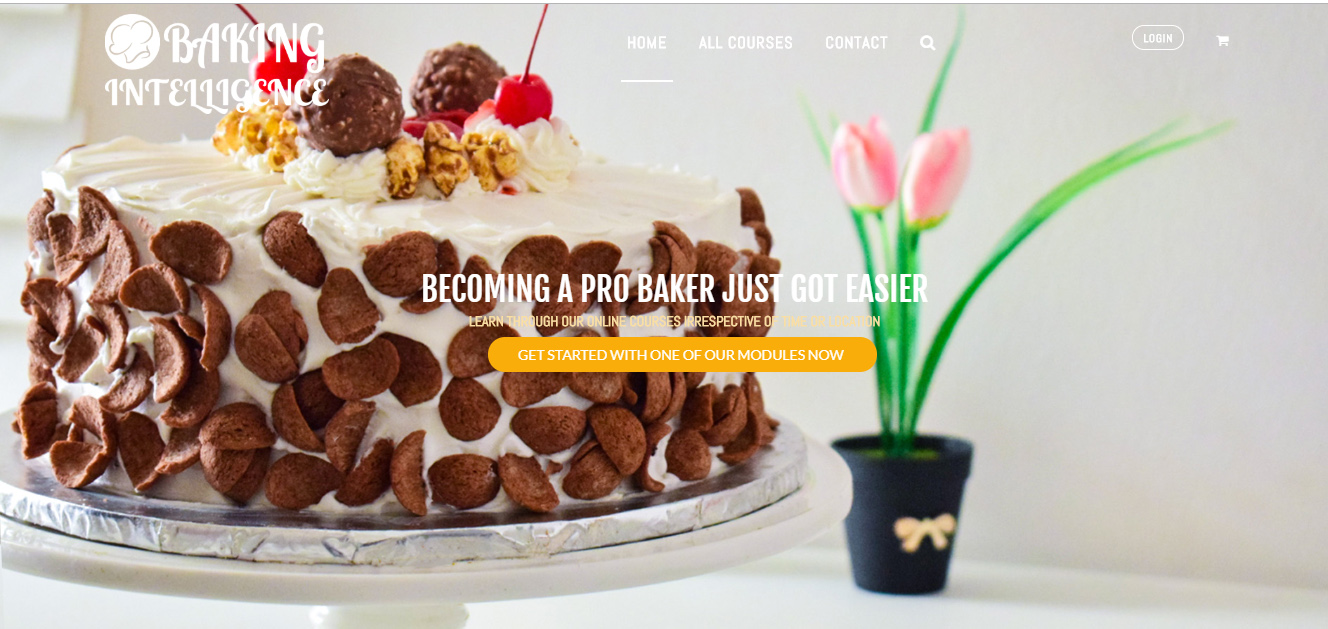 BAKING
INTELLIGENCE
HOME
ALL COURSES
CONTACT
LOGIN
BECOMING A PRO BAKER JUST GOT EASIER
LEARN THROUGH OUR ONLINE COURSES IRRESPECTIVE OF TIME OR LOCATION
GET STARTED WITH ONE OF OUR MODULES NOW